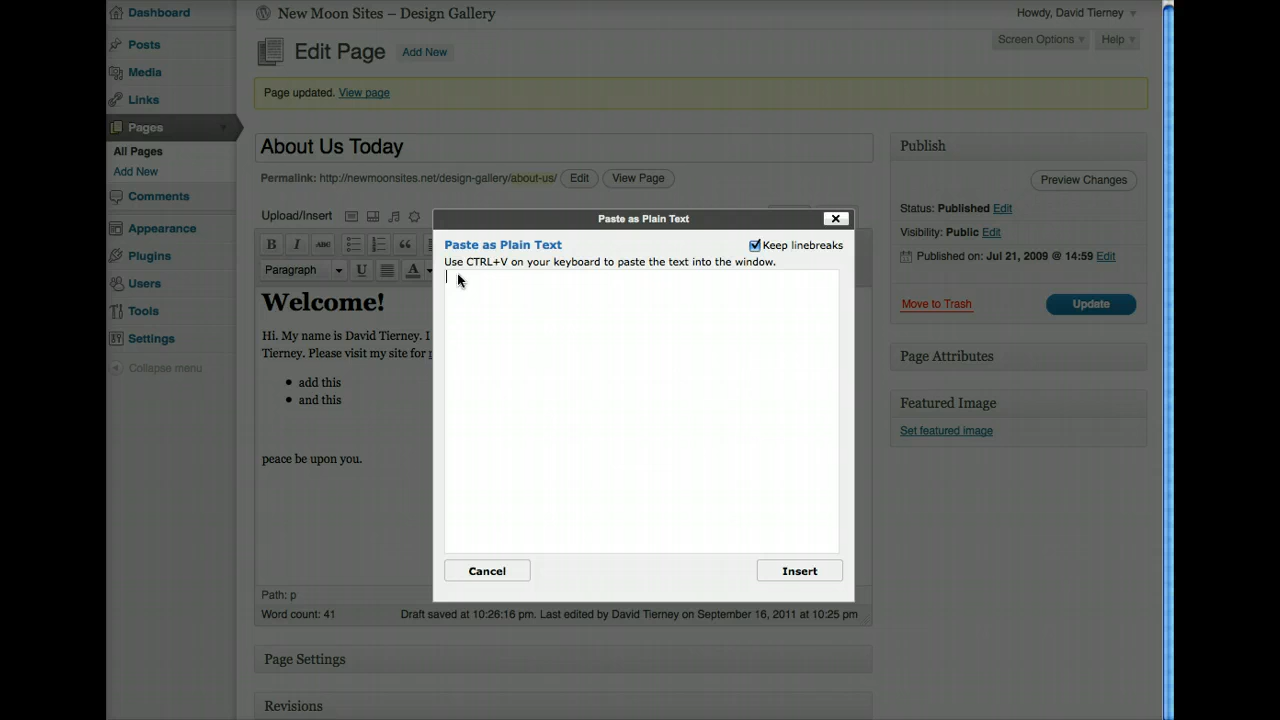 Dashboard
New Moon Sites – Design Gallery
Howdy, David Tierney
Screen Options
Help
Posts
Media
Links
Pages
All Pages
Add New
Comments
Appearance
Plugins
Users
Tools
Settings
Collapse menu
Edit Page
Add New
Page updated. View page
About Us Today
Permalink: http://newmoonsites.net/design-gallery/about-us/
Edit
View Page
Upload/Insert
B I ABC
Paragraph
U
A
Welcome!
Hi. My name is David Tierney. I
Tierney. Please visit my site for
add this
and this
peace be upon you.
Path: p
Word count: 41
Draft saved at 10:26:16 pm. Last edited by David Tierney on September 16, 2011 at 10:25 pm
Page Settings
Revisions
Paste as Plain Text
Paste as Plain Text
Keep linebreaks
Use CTRL+V on your keyboard to paste the text into the window.
Cancel
Insert
Publish
Preview Changes
Status: Published Edit
Visibility: Public Edit
Published on: Jul 21, 2009 @ 14:59 Edit
Move to Trash
Update
Page Attributes
Featured Image
Set featured image